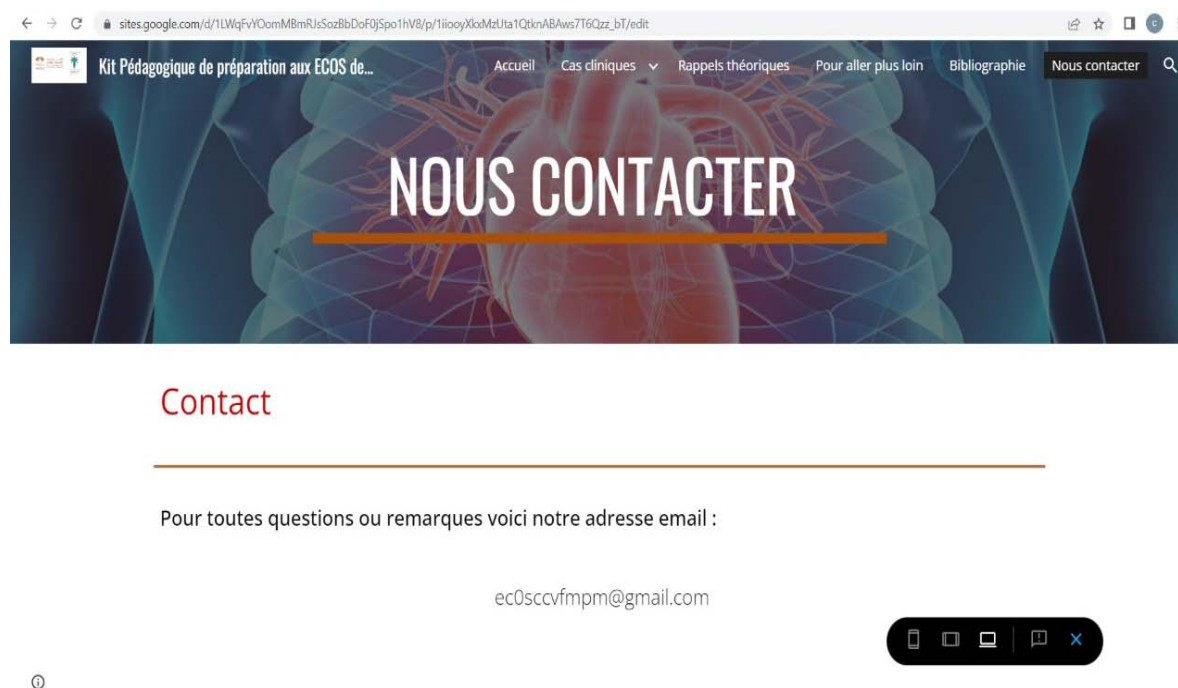 sites.google.com/d/1LWqFvYOomMBmRJsSozBbDoF0jSpo1hV8/p/1iiooyXkxMzUta1QtknABAws7T6Qzz_bT/edit
Kit Pédagogique de préparation aux ECOS de... Accueil Cas cliniques Rappels théoriques Pour aller plus loin Bibliographie Nous contacter
NOUS CONTACTER
Contact
Pour toutes questions ou remarques voici notre adresse email :
ec0sccvfmpm@gmail.com